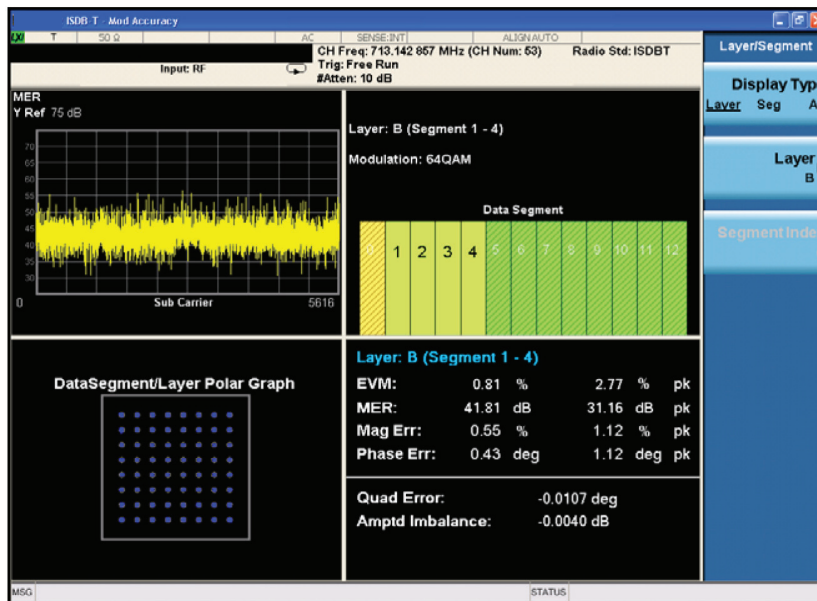 ISDB-T - Mod Accuracy
LXI T 50 Ω AC SENSE:INT ALIGN AUTO
CH Freq: 713.142 857 MHz (CH Num: 53) Radio Std: ISDBT
Input: RF Trig: Free Run
#Atten: 10 dB
Layer/Segment
Display Typ
Layer Seg A
Layer
B
Segment Inde
MER
Y Ref 75 dB
70
65
60
55
50
45
40
35
30
0 Sub Carrier 5616
Layer: B (Segment 1 - 4)
Modulation: 64QAM
Data Segment
0 1 2 3 4 5 6 7 8 9 10 11 12
DataSegment/Layer Polar Graph
Layer: B (Segment 1 - 4)
EVM: 0.81 % 2.77 % pk
MER: 41.81 dB 31.16 dB pk
Mag Err: 0.55 % 1.12 % pk
Phase Err: 0.43 deg 1.12 deg pk
Quad Error: -0.0107 deg
Amptd Imbalance: -0.0040 dB
MSG STATUS